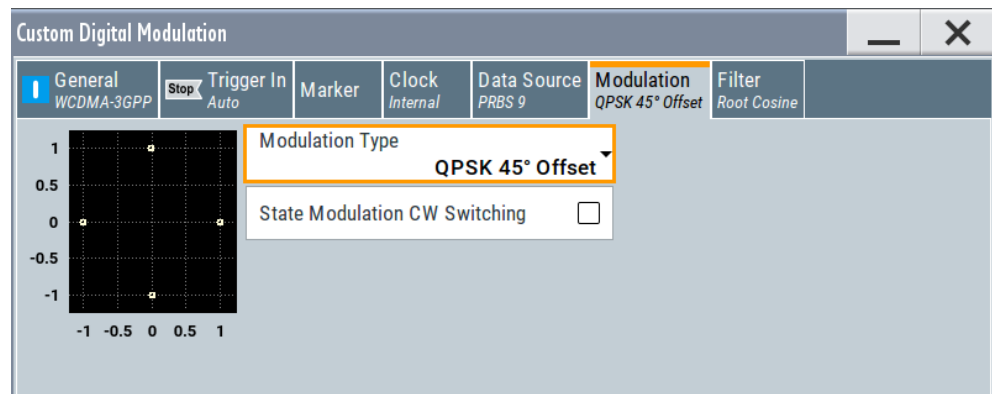 Custom Digital Modulation
General
WCDMA-3GPP
Stop
Trigger In
Auto
Marker
Clock
Internal
Data Source
PRBS 9
Modulation
QPSK 45° Offset
Filter
Root Cosine
Modulation Type
QPSK 45° Offset
State Modulation CW Switching
1
0.5
0
-0.5
-1
-1 -0.5 0 0.5 1